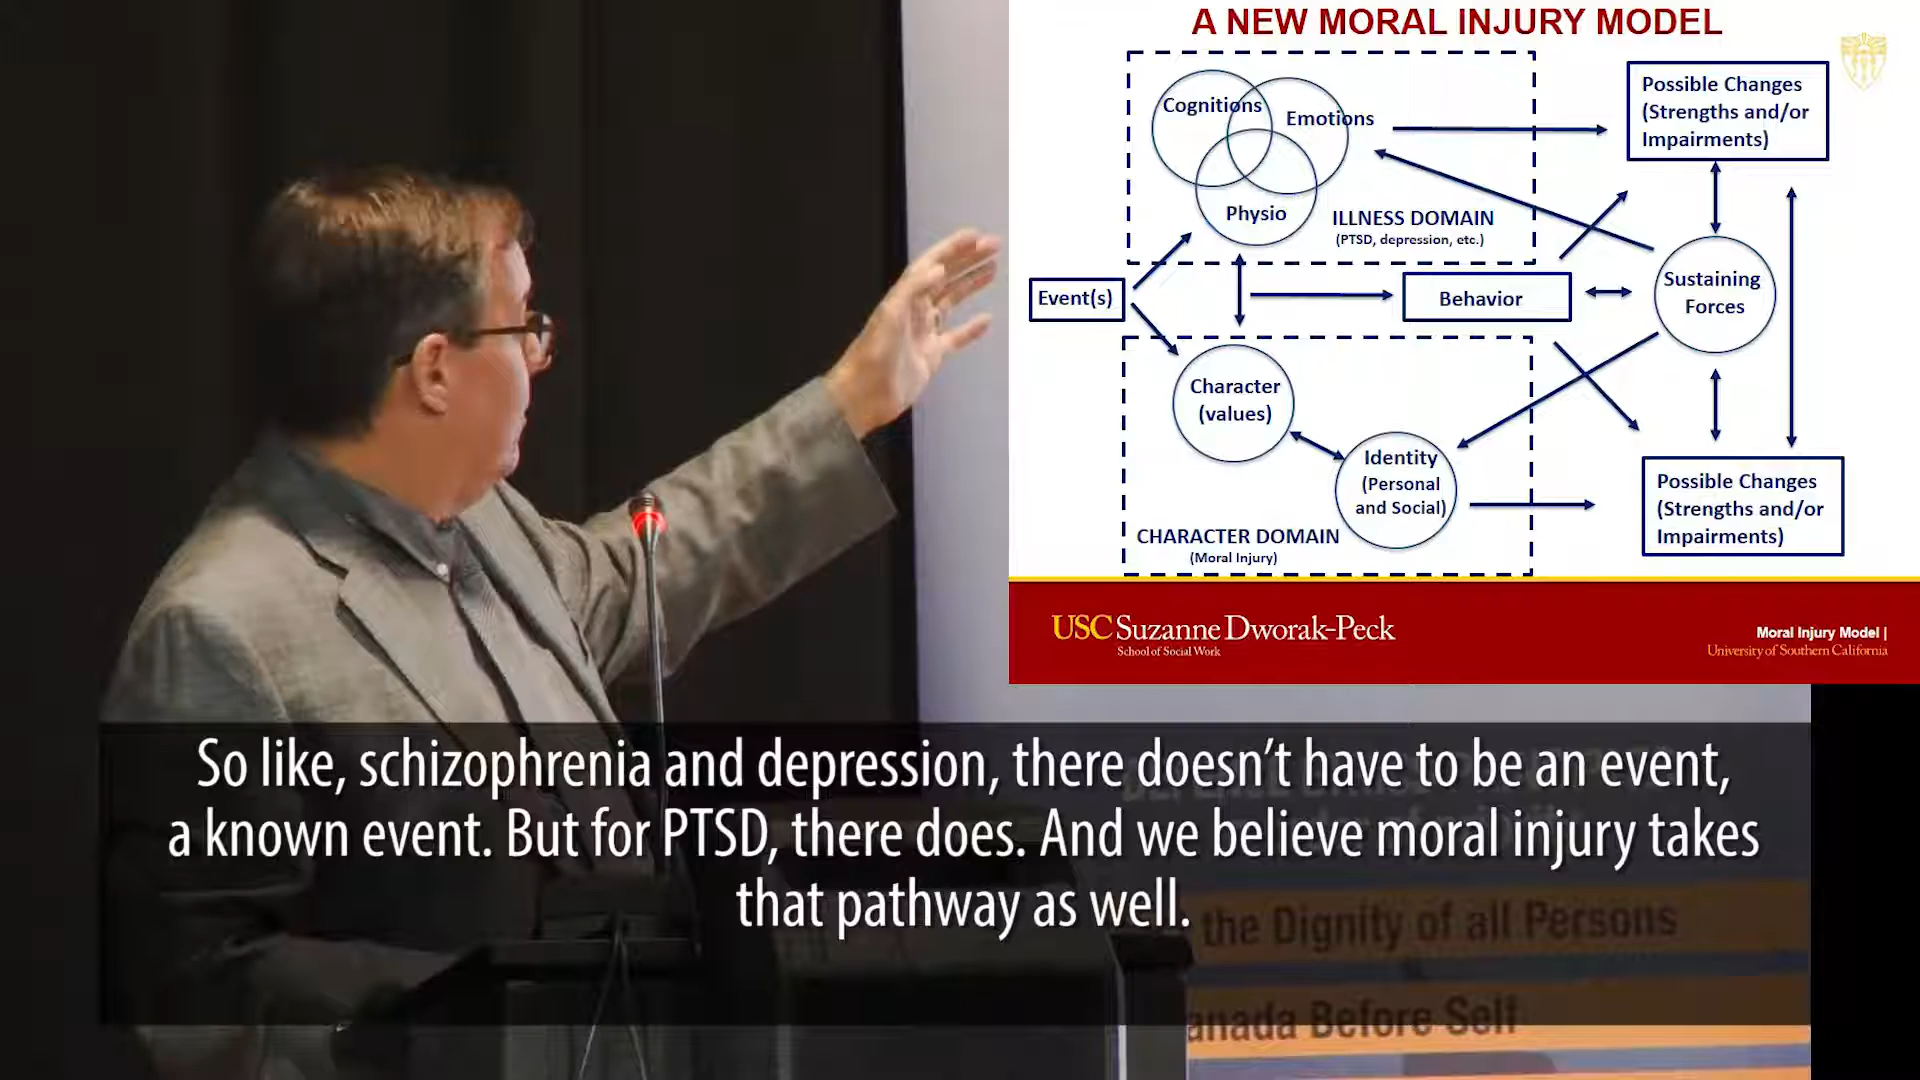 A NEW MORAL INJURY MODEL
Cognitions
Emotions
Physio
ILLNESS DOMAIN
(PTSD, depression, etc.)
Possible Changes
(Strengths and/or
Impairments)
Event(s)
Behavior
Sustaining
Forces
Character
(values)
Identity
(Personal
and Social)
CHARACTER DOMAIN
(Moral Injury)
Possible Changes
(Strengths and/or
Impairments)
USC Suzanne Dworak-Peck
School of Social Work
Moral Injury Model |
University of Southern California
So like, schizophrenia and depression, there doesn't have to be an event,
a known event. But for PTSD, there does. And we believe moral injury takes
that pathway as well.
the Dignity of all Persons
Before Self